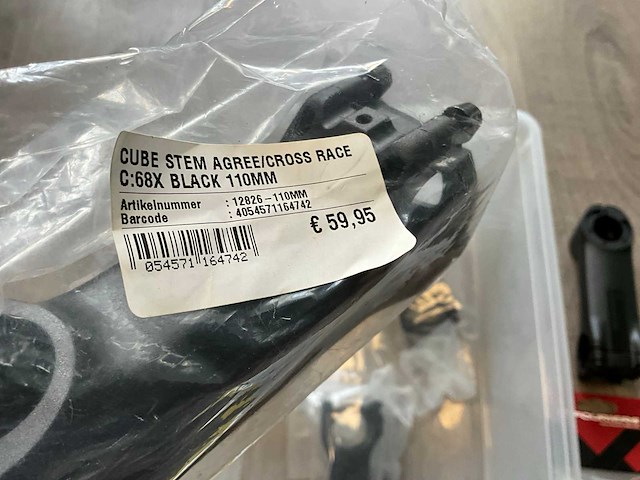 CUBE STEM AGREE/CROSS RACE
C:68X BLACK 110MM
Artikelnummer : 12826-110MM
Barcode : 4054571164742
€ 59,95
054571 164742